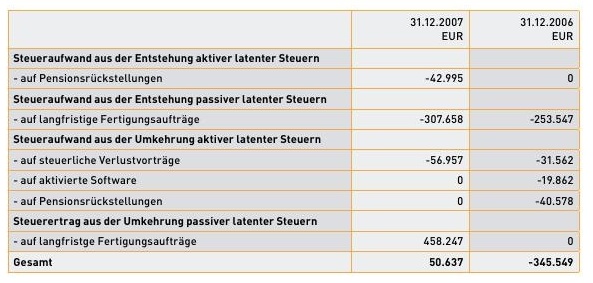 31.12.2007 31.12.2006
EUR EUR
Steueraufwand aus der Entstehung aktiver latenter Steuern
- auf Pensionsrückstellungen -42.995 0
Steueraufwand aus der Entstehung passiver latenter Steuern
- auf langfristige Fertigungsaufträge -307.658 -253.547
Steueraufwand aus der Umkehrung aktiver latenter Steuern
- auf steuerliche Verlustvorträge -56.957 -31.562
- auf aktivierte Software 0 -19.862
- auf Pensionsrückstellungen 0 -40.578
Steuerertrag aus der Umkehrung passiver latenter Steuern
- auf langfristge Fertigungsaufträge 458.247 0
Gesamt 50.637 -345.549